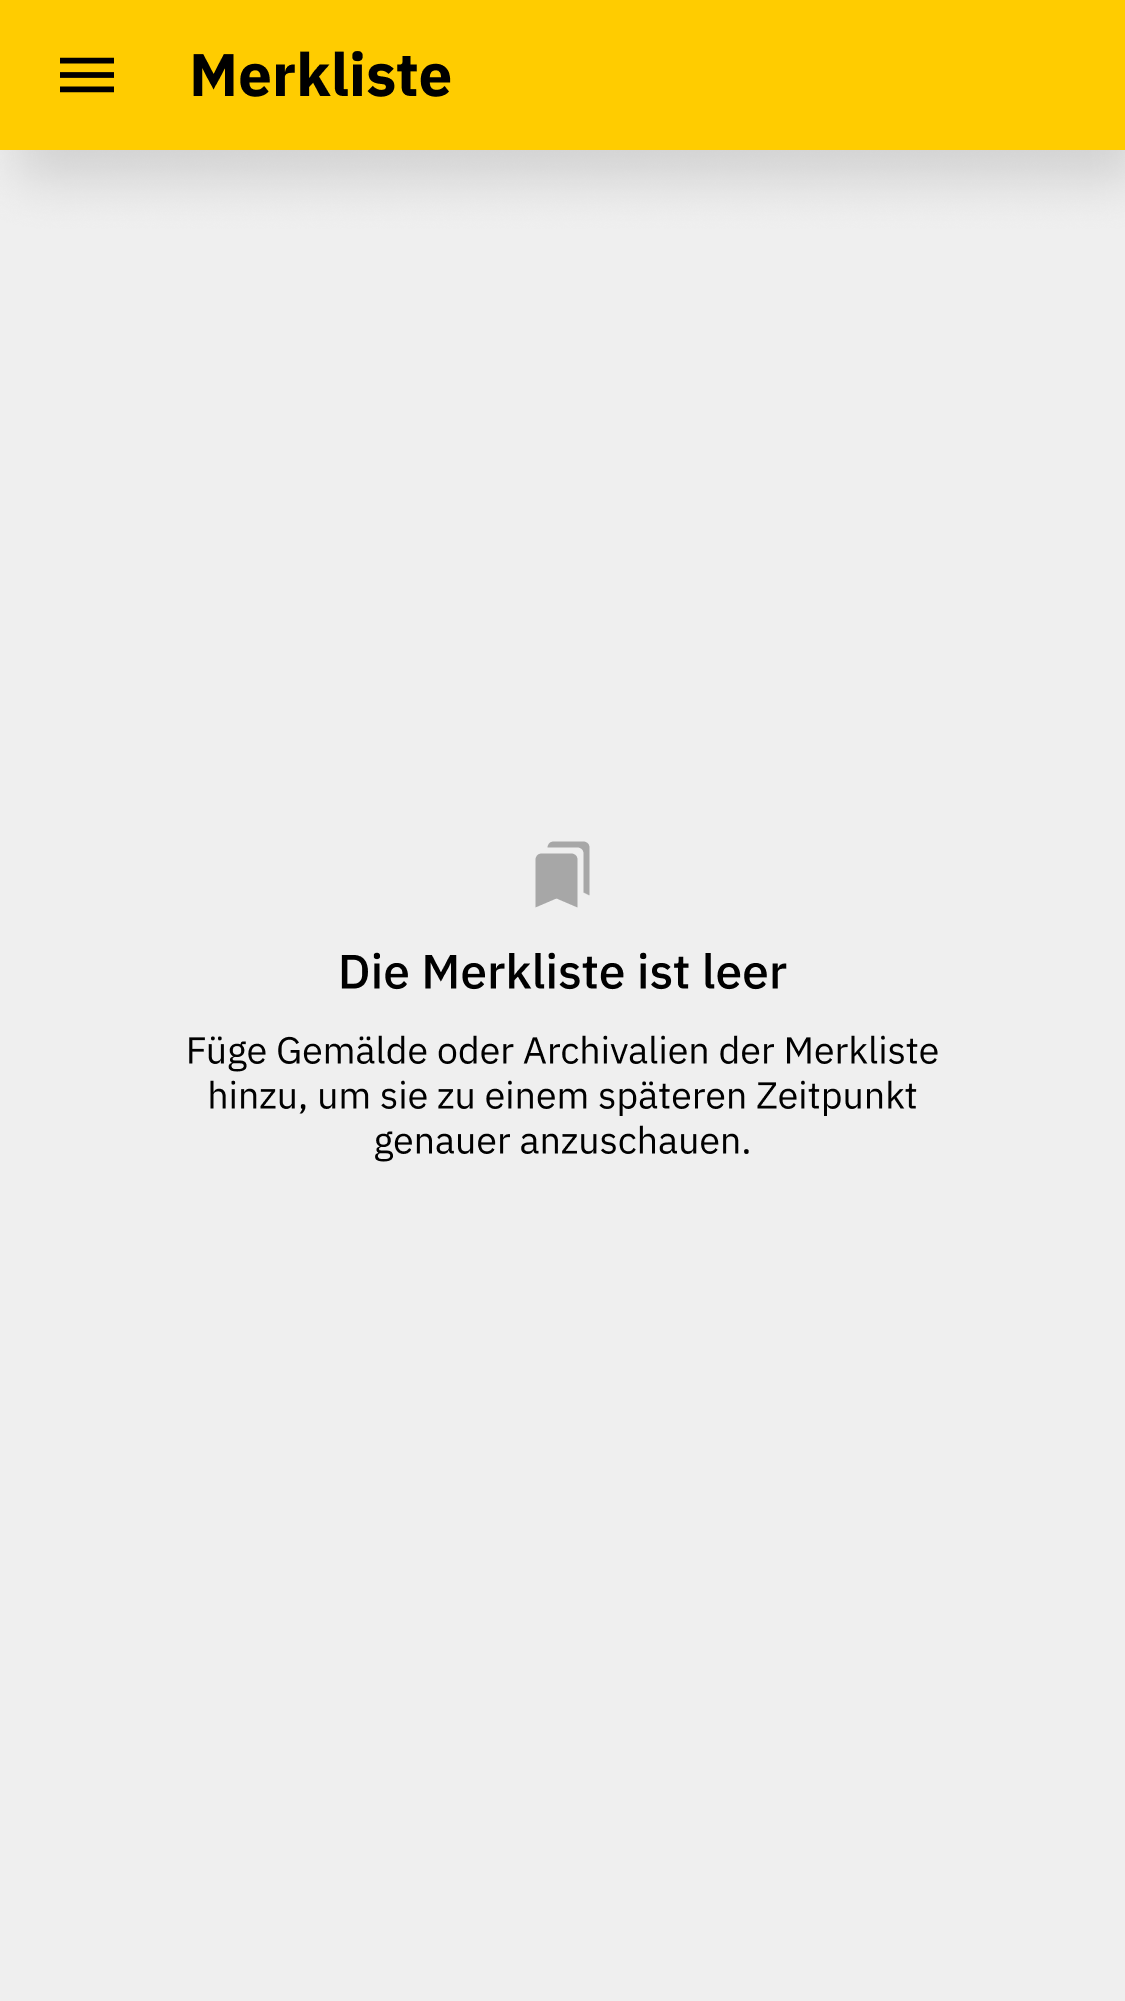 Merkliste
Die Merkliste ist leer
Füge Gemälde oder Archivalien der Merkliste
hinzu, um sie zu einem späteren Zeitpunkt
genauer anzuschauen.